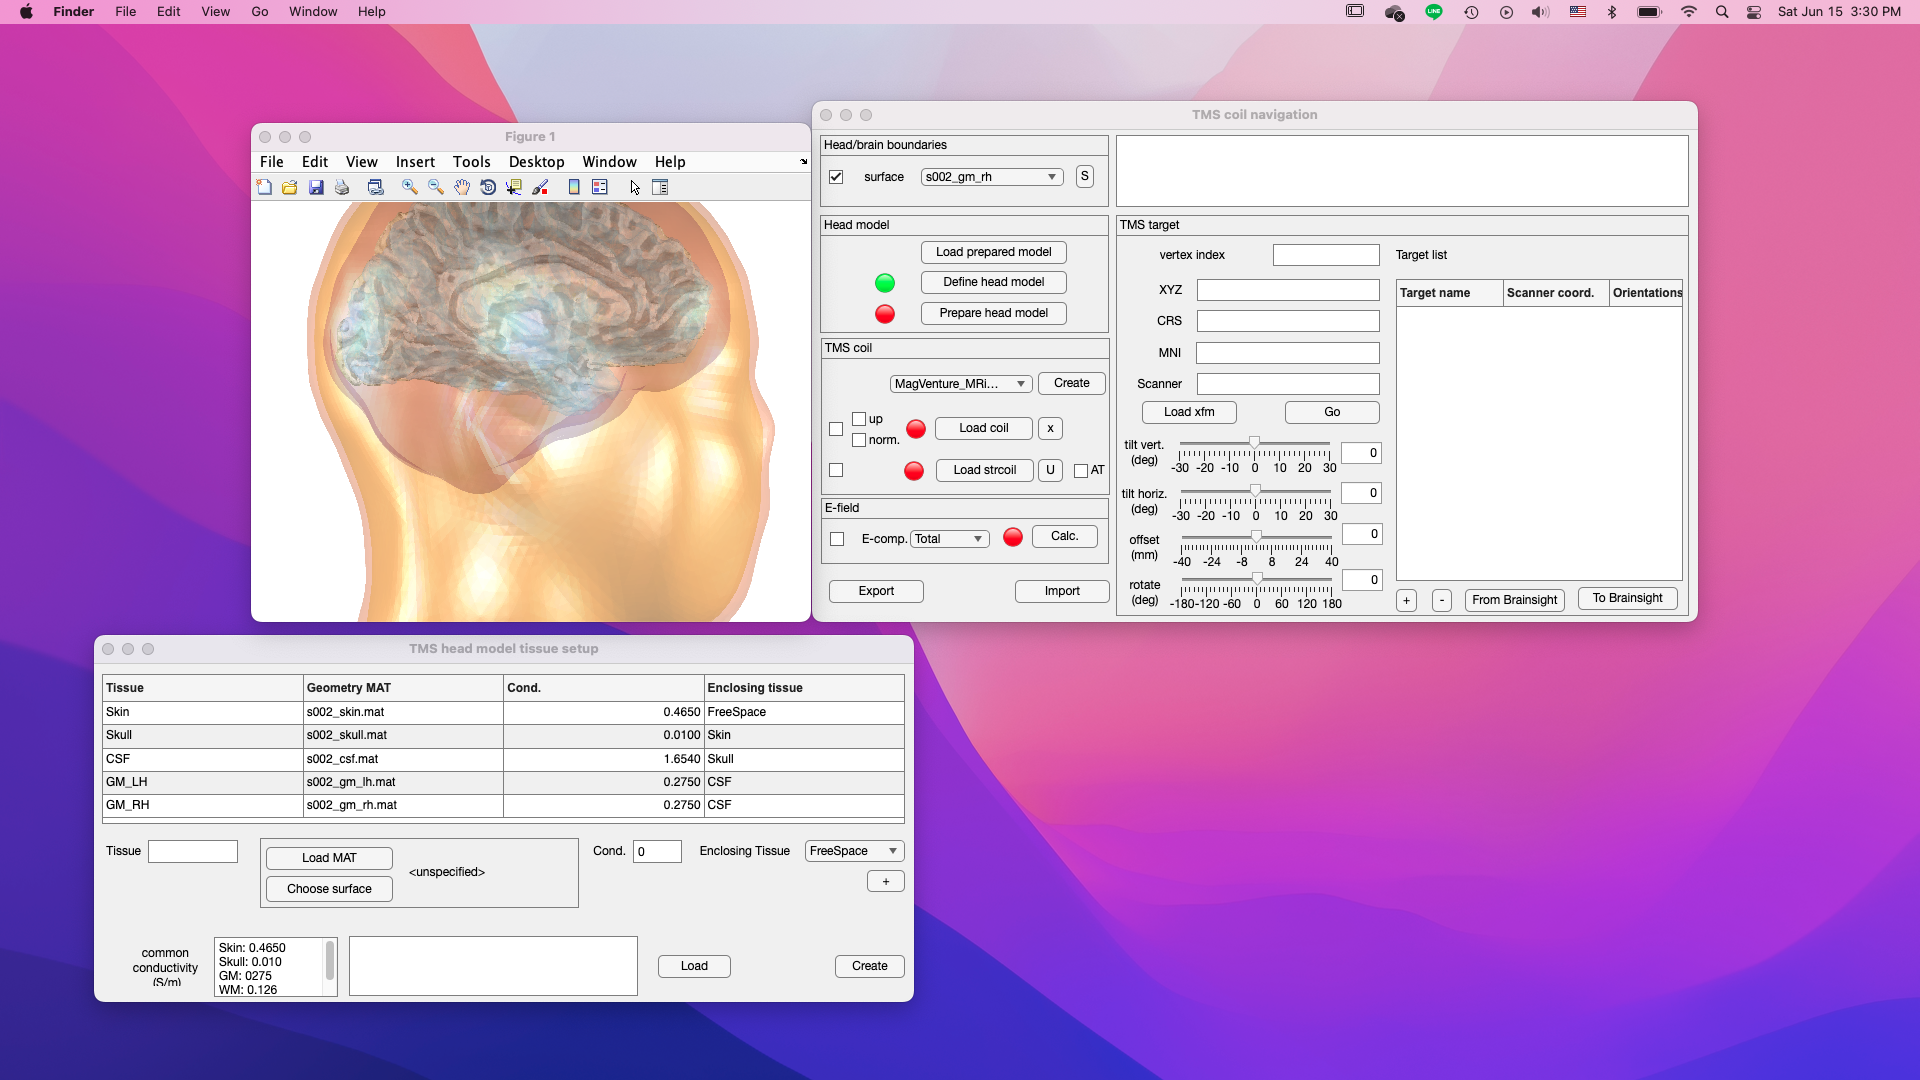 Finder File Edit View Go Window Help
LINE
Sat Jun 15 3:30 PM
Figure 1
File Edit View Insert Tools Desktop Window Help
TMS coil navigation
Head/brain boundaries
surface s002_gm_rh S
Head model
Load prepared model
Define head model
Prepare head model
TMS coil
MagVenture_MRi... Create
up
norm.
Load coil x
Load strcoil U AT
E-field
E-comp. Total Calc.
Export Import
TMS target
vertex index
XYZ
CRS
MNI
Scanner
Load xfm Go
tilt vert.
(deg)
-30 -20 -10 0 10 20 30
0
tilt horiz.
(deg)
-30 -20 -10 0 10 20 30
0
offset
(mm)
-40 -24 -8 8 24 40
0
rotate
(deg)
-180 -120 -60 0 60 120 180
0
Target list
Target name Scanner coord. Orientations
+ - From Brainsight To Brainsight
TMS head model tissue setup
Tissue Geometry MAT Cond. Enclosing tissue
Skin s002_skin.mat 0.4650 FreeSpace
Skull s002_skull.mat 0.0100 Skin
CSF s002_csf.mat 1.6540 Skull
GM_LH s002_gm_lh.mat 0.2750 CSF
GM_RH s002_gm_rh.mat 0.2750 CSF
Tissue
Load MAT
Choose surface
<unspecified>
Cond. 0
Enclosing Tissue FreeSpace
+
common
conductivity
(S/m)
Skin: 0.4650
Skull: 0.010
GM: 0275
WM: 0.126
Load
Create